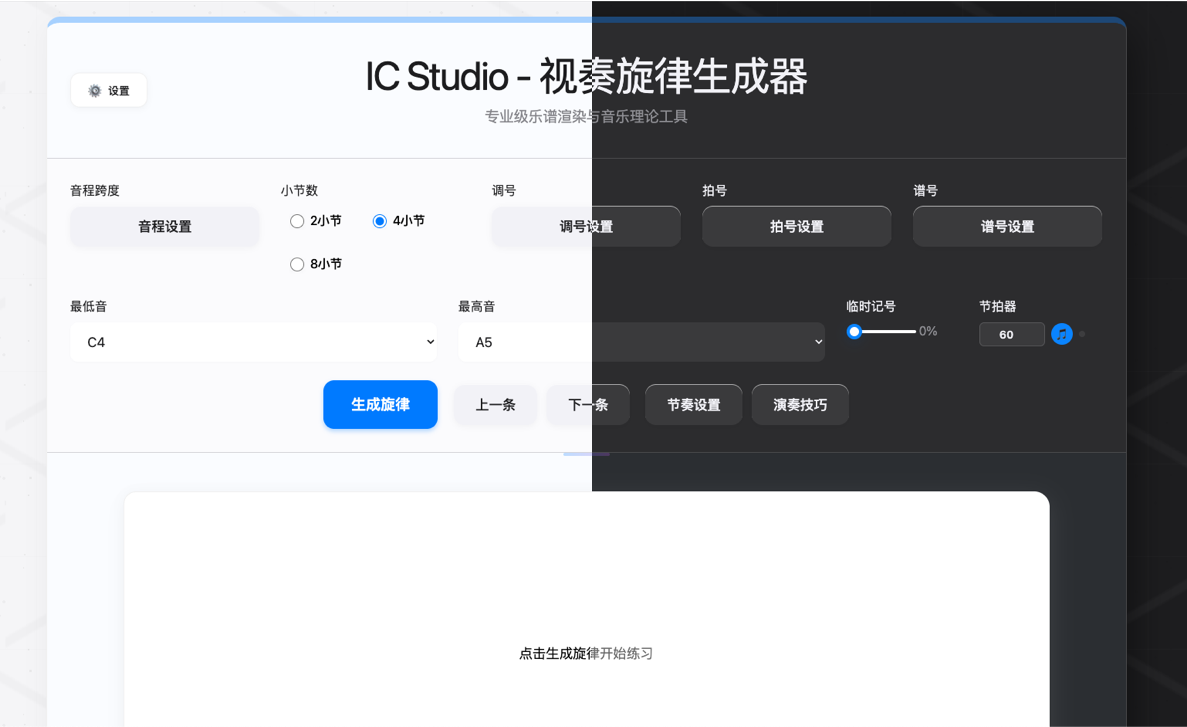 IC Studio - 视奏旋律生成器
设置
专业级乐谱渲染与音乐理论工具
音程跨度
小节数
调号
拍号
谱号
音程设置
2小节
4小节
8小节
调号设置
拍号设置
谱号设置
最低音
最高音
临时记号
节拍器
C4
A5
0%
60
生成旋律
上一条
下一条
节奏设置
演奏技巧
点击生成旋律开始练习